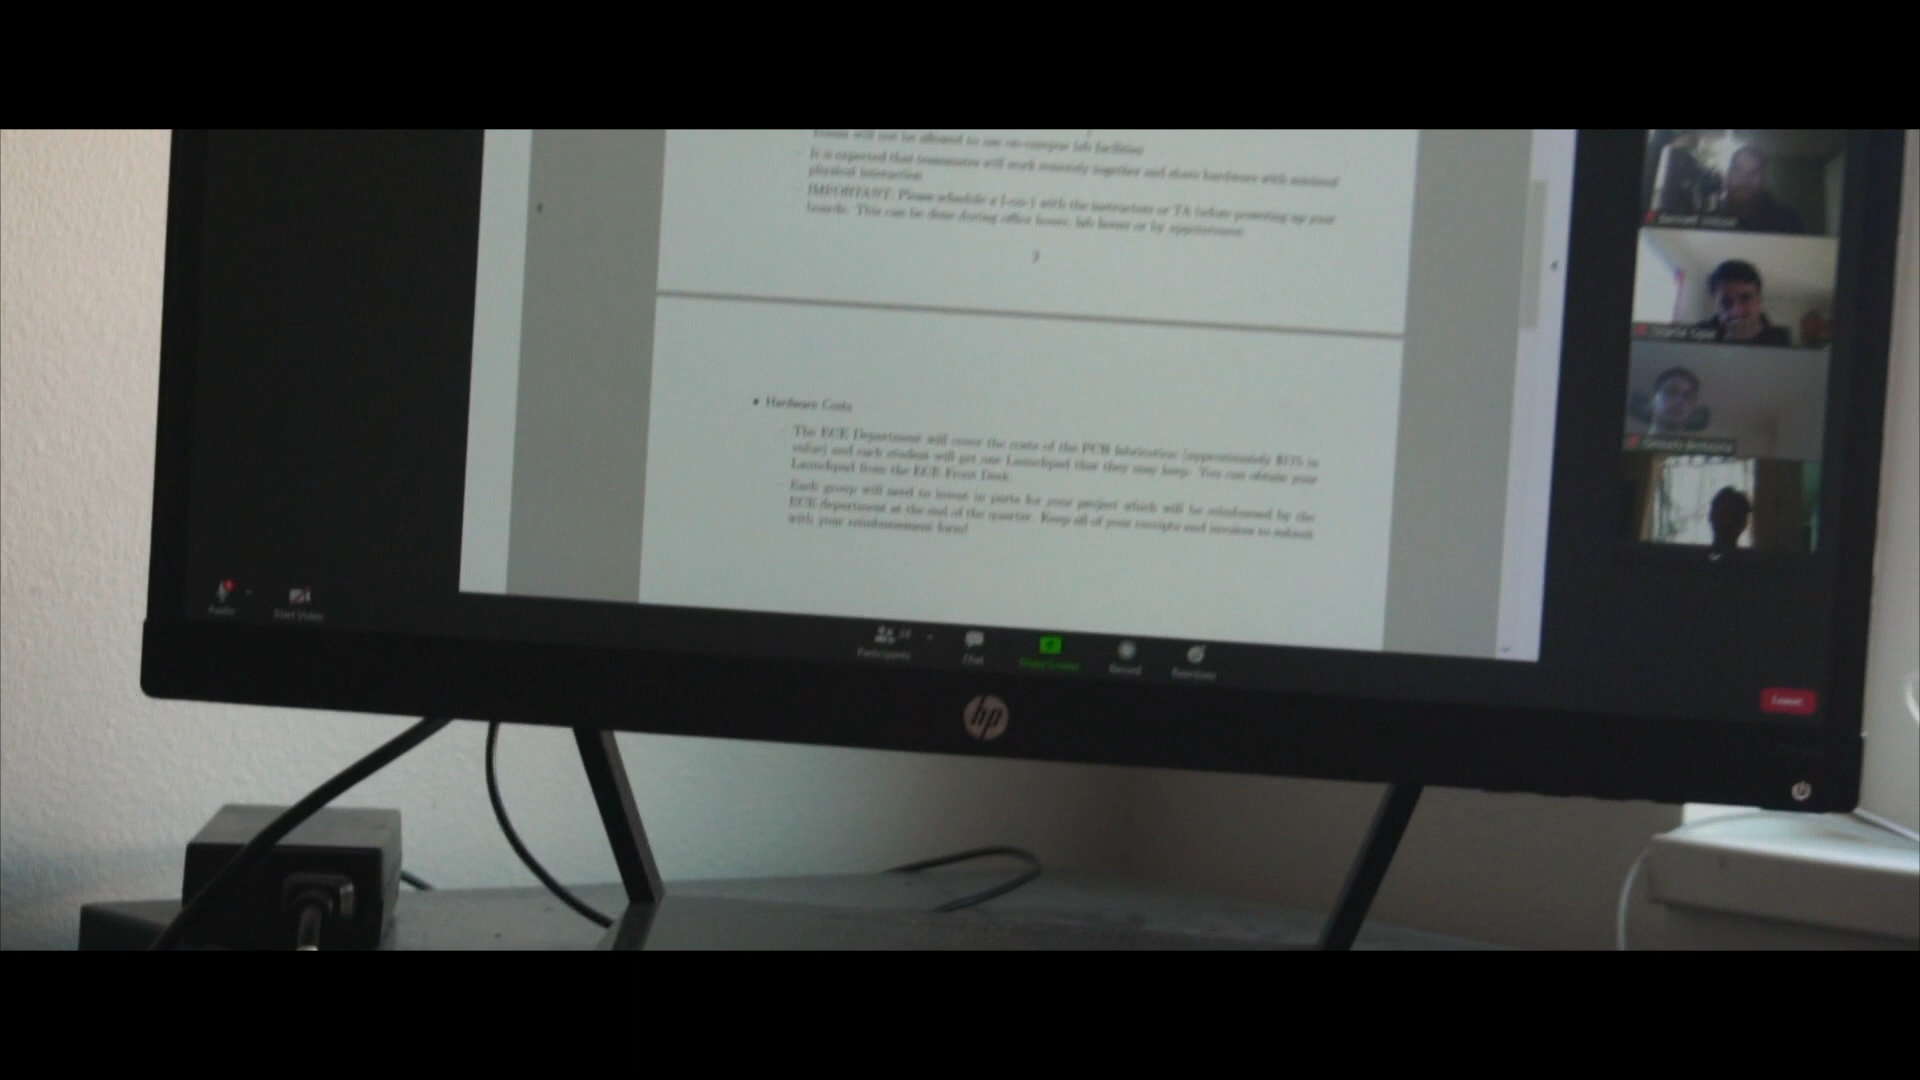 Teams will not be allowed to use on-campus lab facilities
It is expected that teammates will work remotely together and share hardware with minimal
physical interaction
IMPORTANT: Please schedule a 1-on-1 with the instructors or TA before powering up your
boards. This can be done during office hours, lab hours or by appointment
• Hardware Costs
The ECE Department will cover the costs of the PCB fabrication (approximately $175 in
value) and each student will get one Launchpad that they may keep. You can obtain your
Launchpad from the ECE Front Desk
Each group will need to invest in parts for your project which will be reimbursed by the
ECE department at the end of the quarter. Keep all of your receipts and invoices to submit
with your reimbursement form!
Audio
Start Video
Participants
Chat
Share Screen
Record
Reactions
Leave
hp